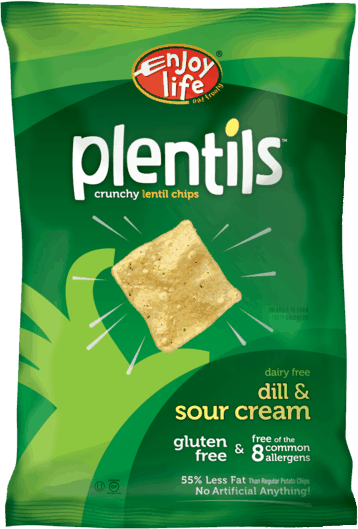 enjoy
life®
eat freely
plentils™
crunchy lentil chips
dairy free
dill &
sour cream
gluten
free
&
free of the
8 common
allergens
55% Less Fat Than Regular Potato Chips
No Artificial Anything!